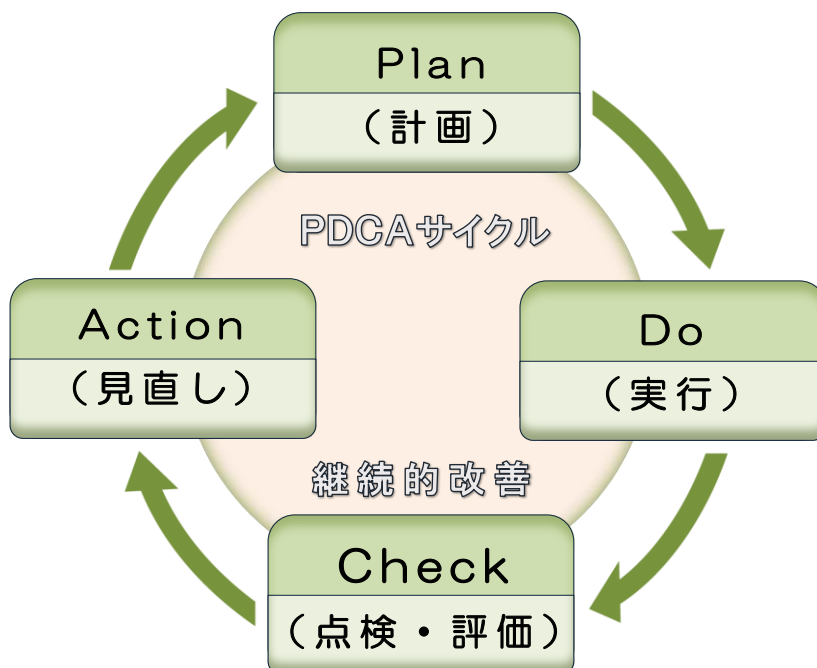 Plan
（計画）
PDCAサイクル
Action
（見直し）
Do
（実行）
継続的改善
Check
（点検・評価）